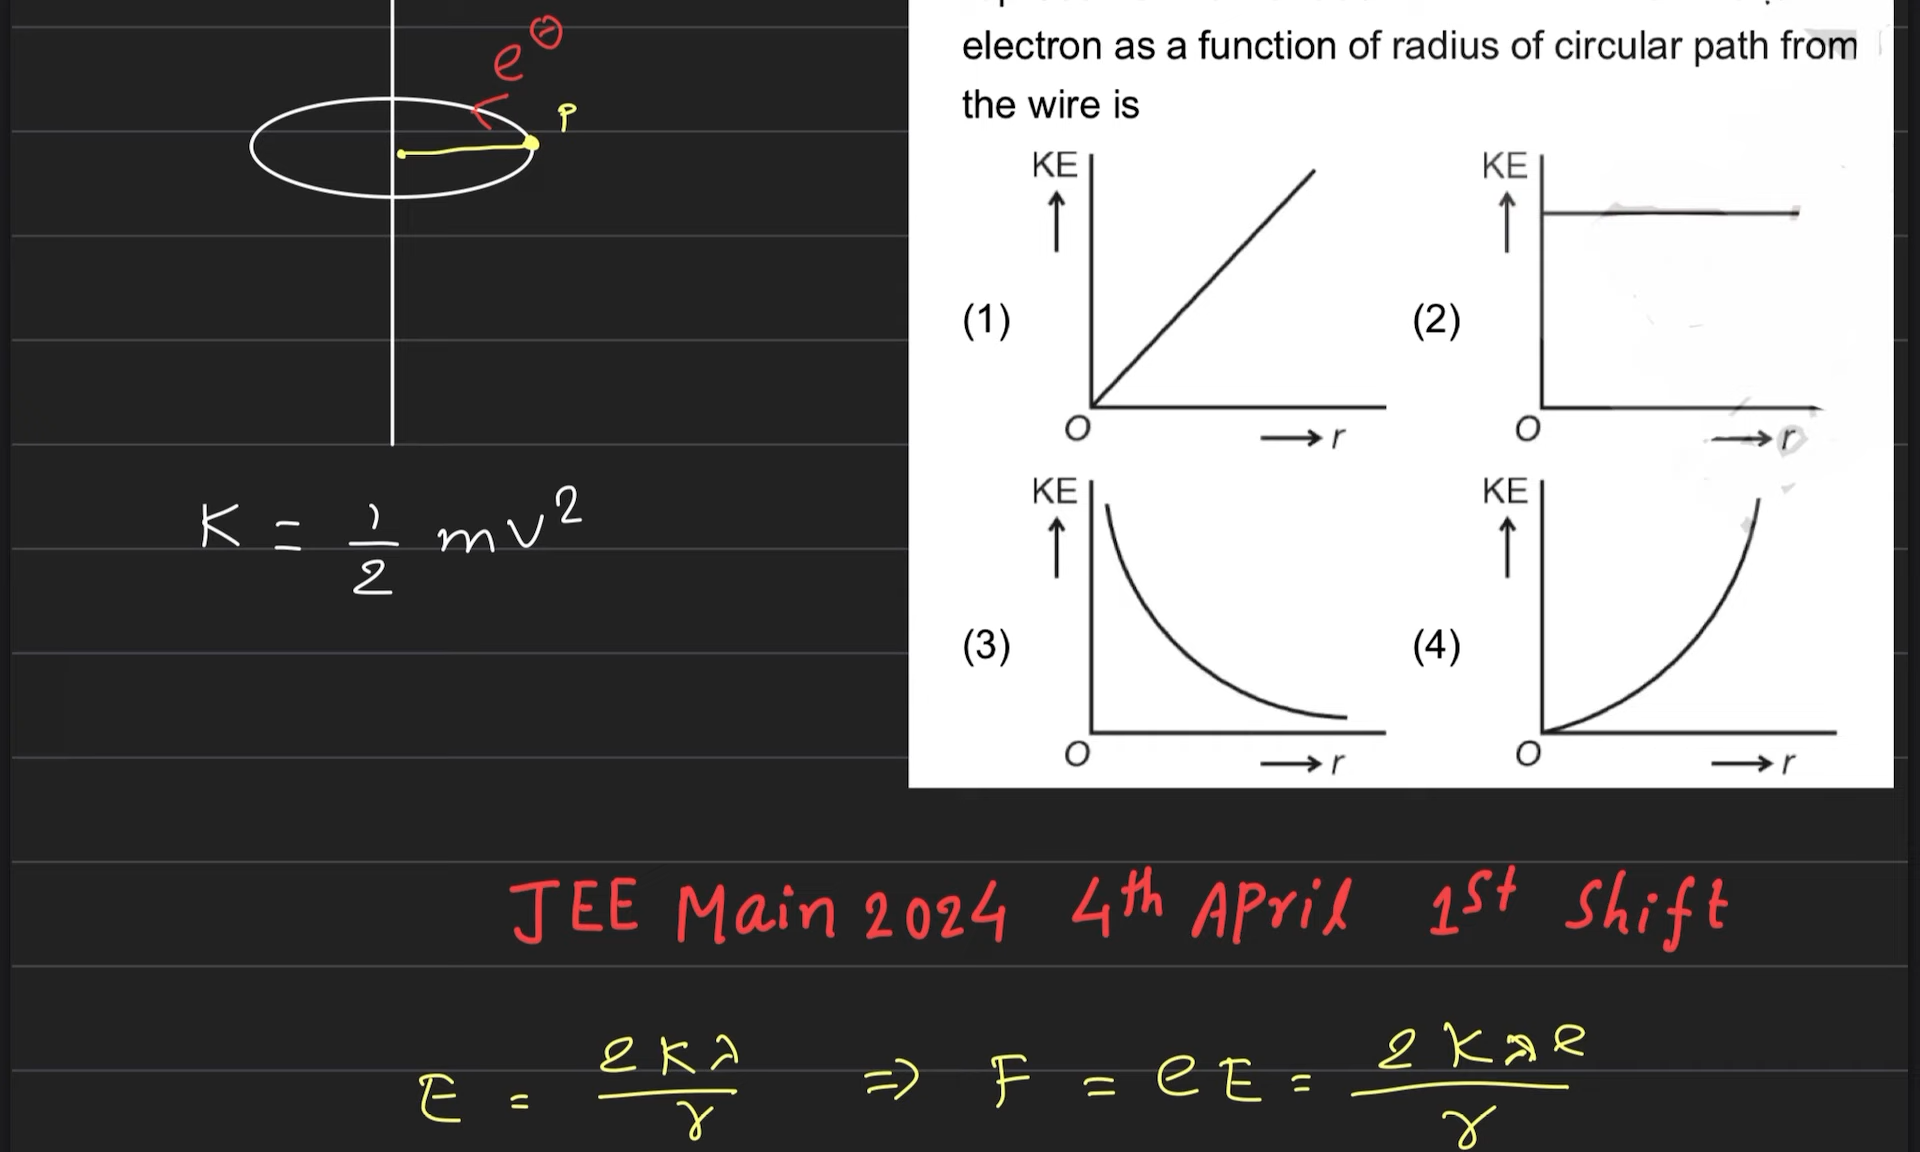 e⊖
P
electron as a function of radius of circular path from
the wire is
KE
(1)
O
r
KE
(2)
O
r
KE
(3)
O
r
KE
(4)
O
r
K = 1/2 mv²
JEE Main 2024 4th April 1st Shift
E = 2Kλ/r ⇒ F = eE = 2Kλe/r